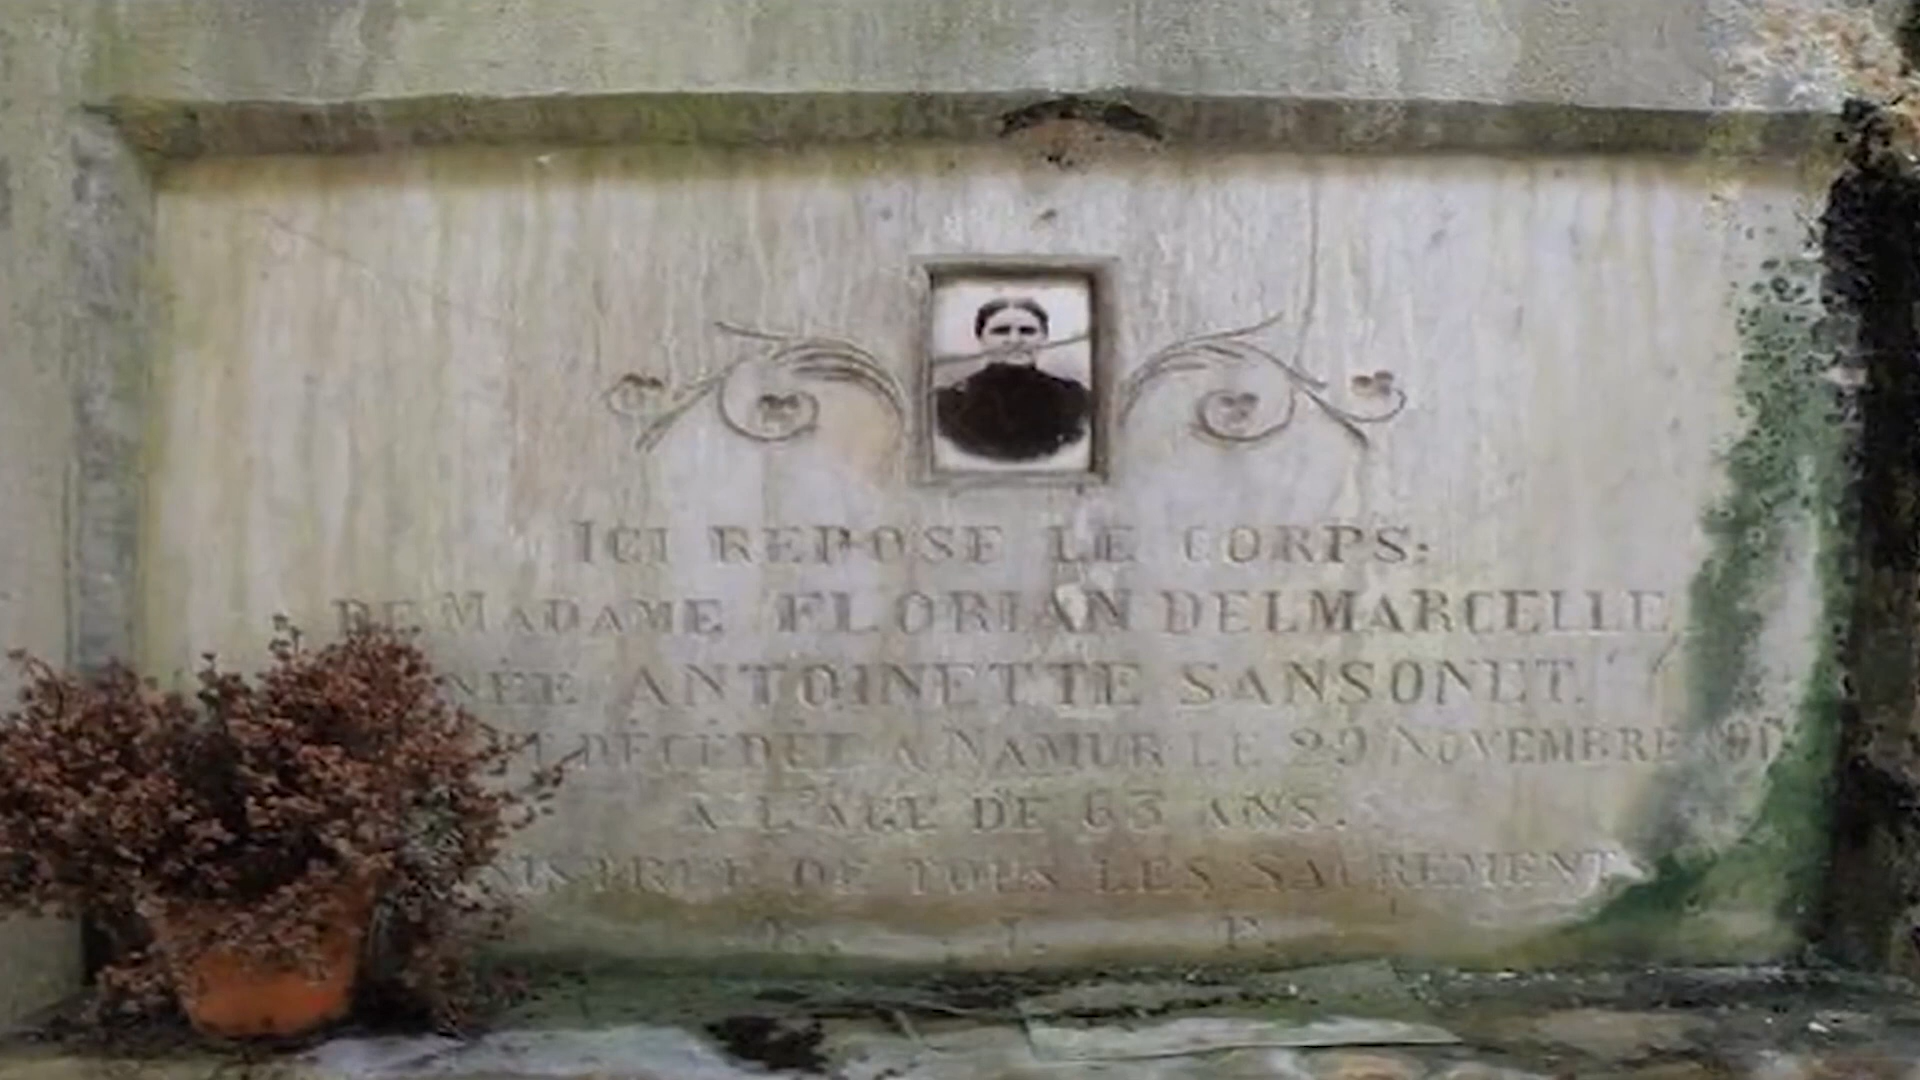 ICI REPOSE LE CORPS:
DE MADAME FLORIAN DELMARCELLE
NÉE ANTOINETTE SANSONET.
DÉCÉDÉE A NAMUR LE 29 NOVEMBRE
A L'AGE DE 63 ANS.
DE TOUS LES SACREMENT
R. I. P.